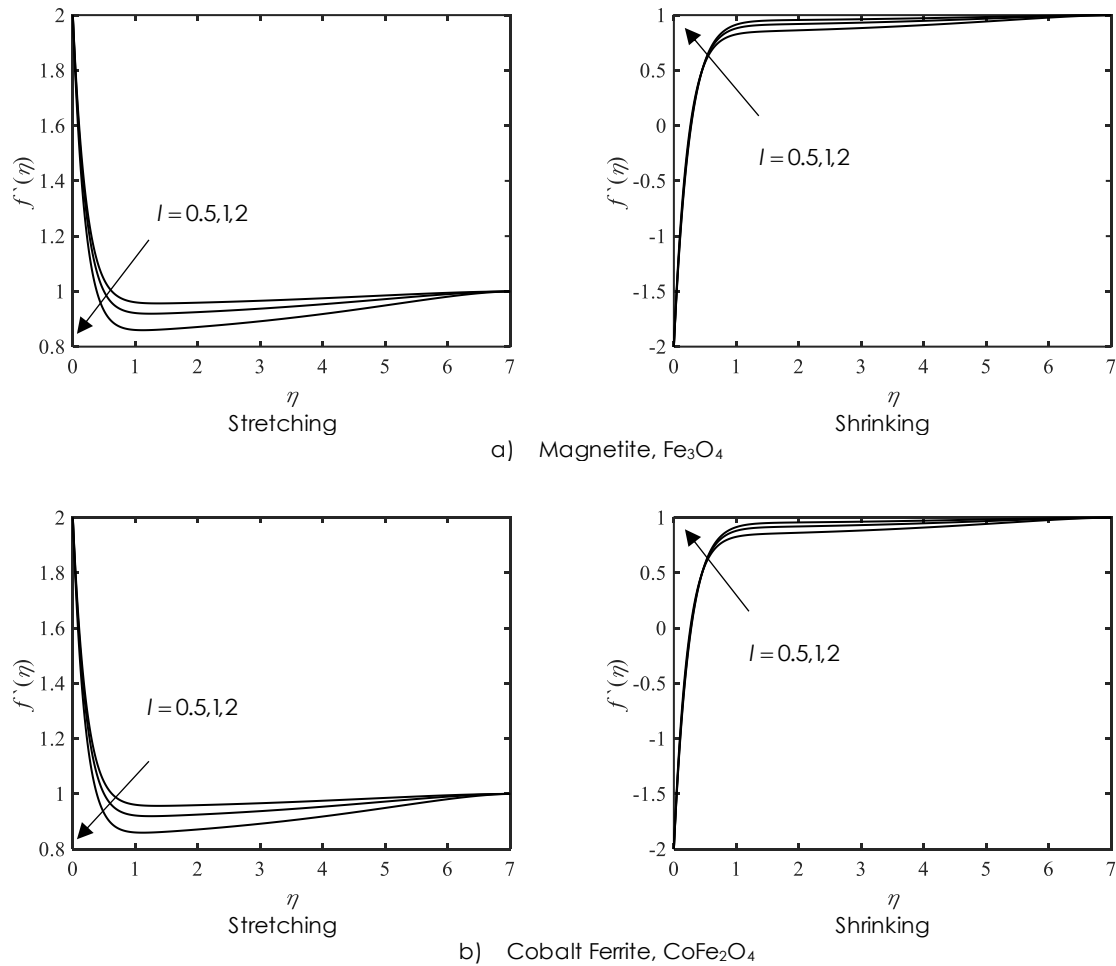 2
1.8
1.6
1.4
1.2
1
0.8
f`(η)
l = 0.5,1,2
0 1 2 3 4 5 6 7
η
Stretching
1
0.5
0
-0.5
-1
-1.5
-2
f`(η)
l = 0.5,1,2
0 1 2 3 4 5 6 7
η
Shrinking
a) Magnetite, Fe₃O₄
2
1.8
1.6
1.4
1.2
1
0.8
f`(η)
l = 0.5,1,2
0 1 2 3 4 5 6 7
η
Stretching
1
0.5
0
-0.5
-1
-1.5
-2
f`(η)
l = 0.5,1,2
0 1 2 3 4 5 6 7
η
Shrinking
b) Cobalt Ferrite, CoFe₂O₄